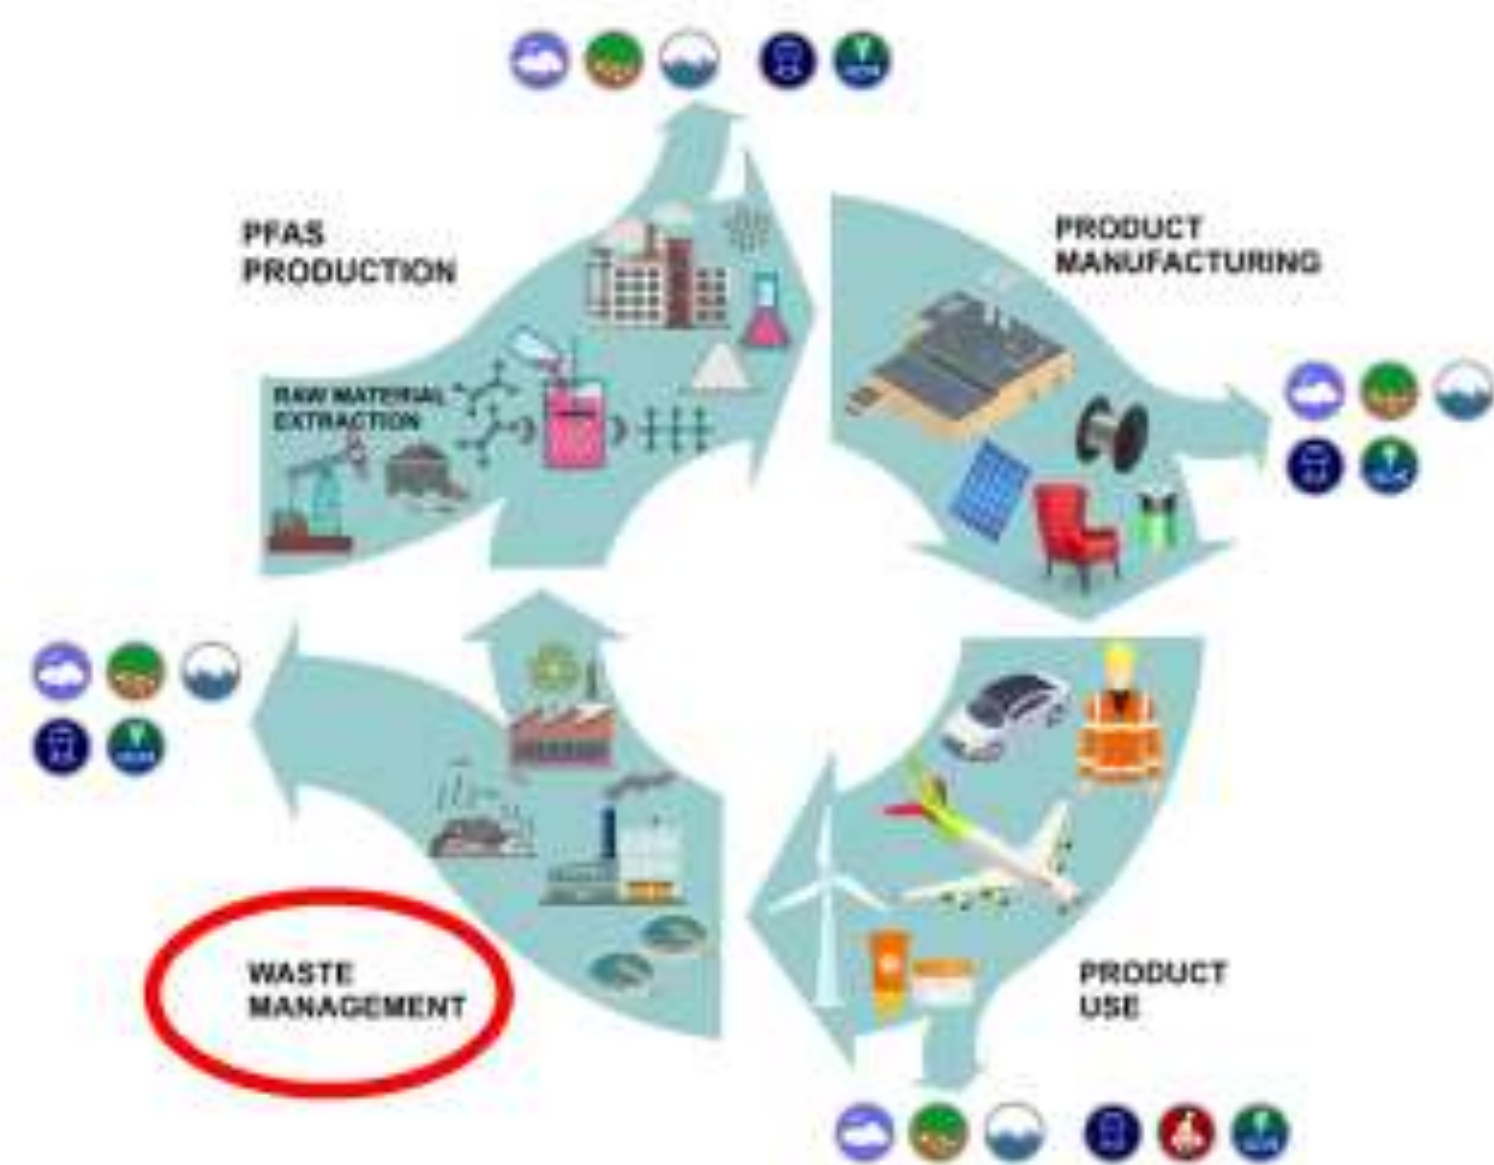 PFAS
PRODUCTION
PRODUCT
MANUFACTURING
RAW MATERIAL
EXTRACTION
WASTE
MANAGEMENT
PRODUCT
USE